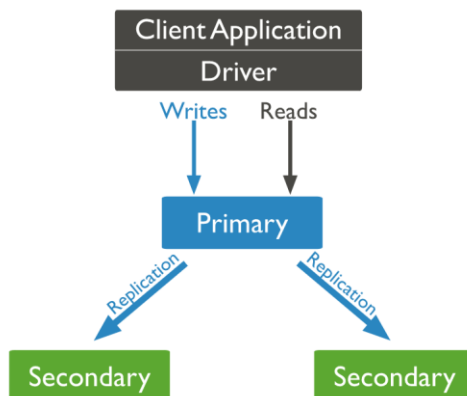 Client Application
Driver
Writes Reads
Primary
Replication Replication
Secondary Secondary